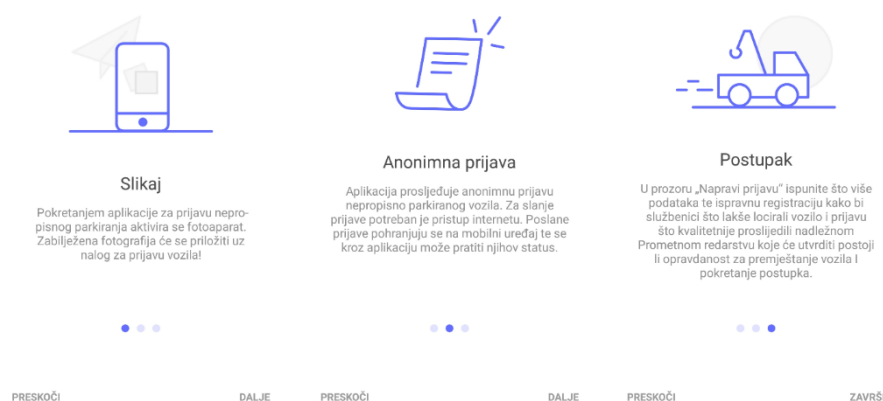 Slikaj
Pokretanjem aplikacije za prijavu nepro-
pisnog parkiranja aktivira se fotoaparat.
Zabilježena fotografija će se priložiti uz
nalog za prijavu vozila!
PRESKOČI
DALJE
Anonimna prijava
Aplikacija prosljeđuje anonimnu prijavu
nepropisno parkiranog vozila. Za slanje
prijave potreban je pristup internetu. Poslane
prijave pohranjuju se na mobilni uređaj te se
kroz aplikaciju može pratiti njihov status.
PRESKOČI
DALJE
Postupak
U prozoru „Napravi prijavu“ ispunite što više
podataka te ispravnu registraciju kako bi
službenici što lakše locirali vozilo i prijavu
što kvalitetnije proslijedili nadležnom
Prometnom redarstvu koje će utvrditi postoji
li opravdanost za premještanje vozila I
pokretanje postupka.
PRESKOČI
ZAVRŠ